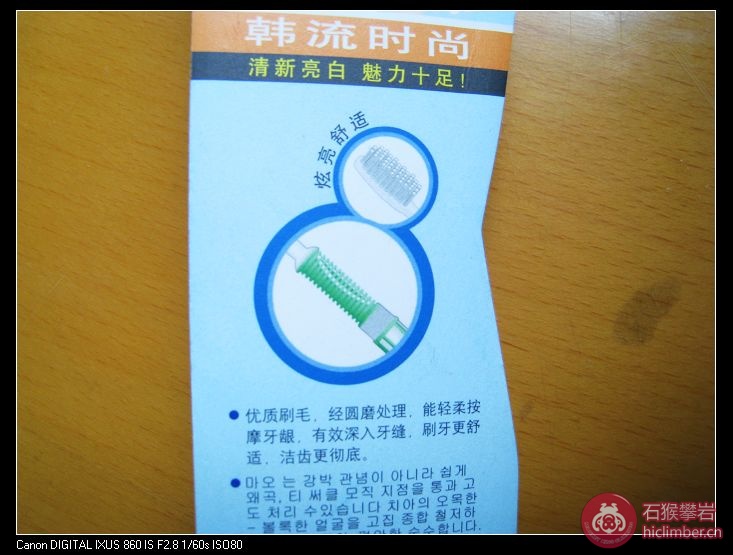 韩流时尚
清新亮白 魅力十足!
炫亮舒适
● 优质刷毛，经圆磨处理，能轻柔按
摩牙龈，有效深入牙缝，刷牙更舒
适，洁齿更彻底。
● 마오 는 강박 관념이 아니라 쉽게
왜곡, 티 써클 모직 지정을 통과 고
도 처리 수있습니다 치아의 오목한
- 볼록한 얼굴을 고집 종합 철저하
石猴攀岩
hiclimber.cn
Canon DIGITAL IXUS 860 IS F2.8 1/60s ISO80